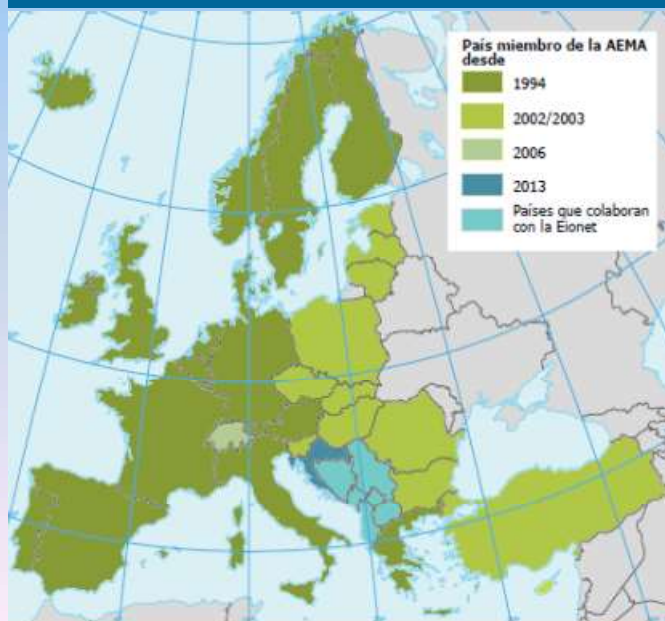 País miembro de la AEMA
desde
1994
2002/2003
2006
2013
Países que colaboran
con la Eionet